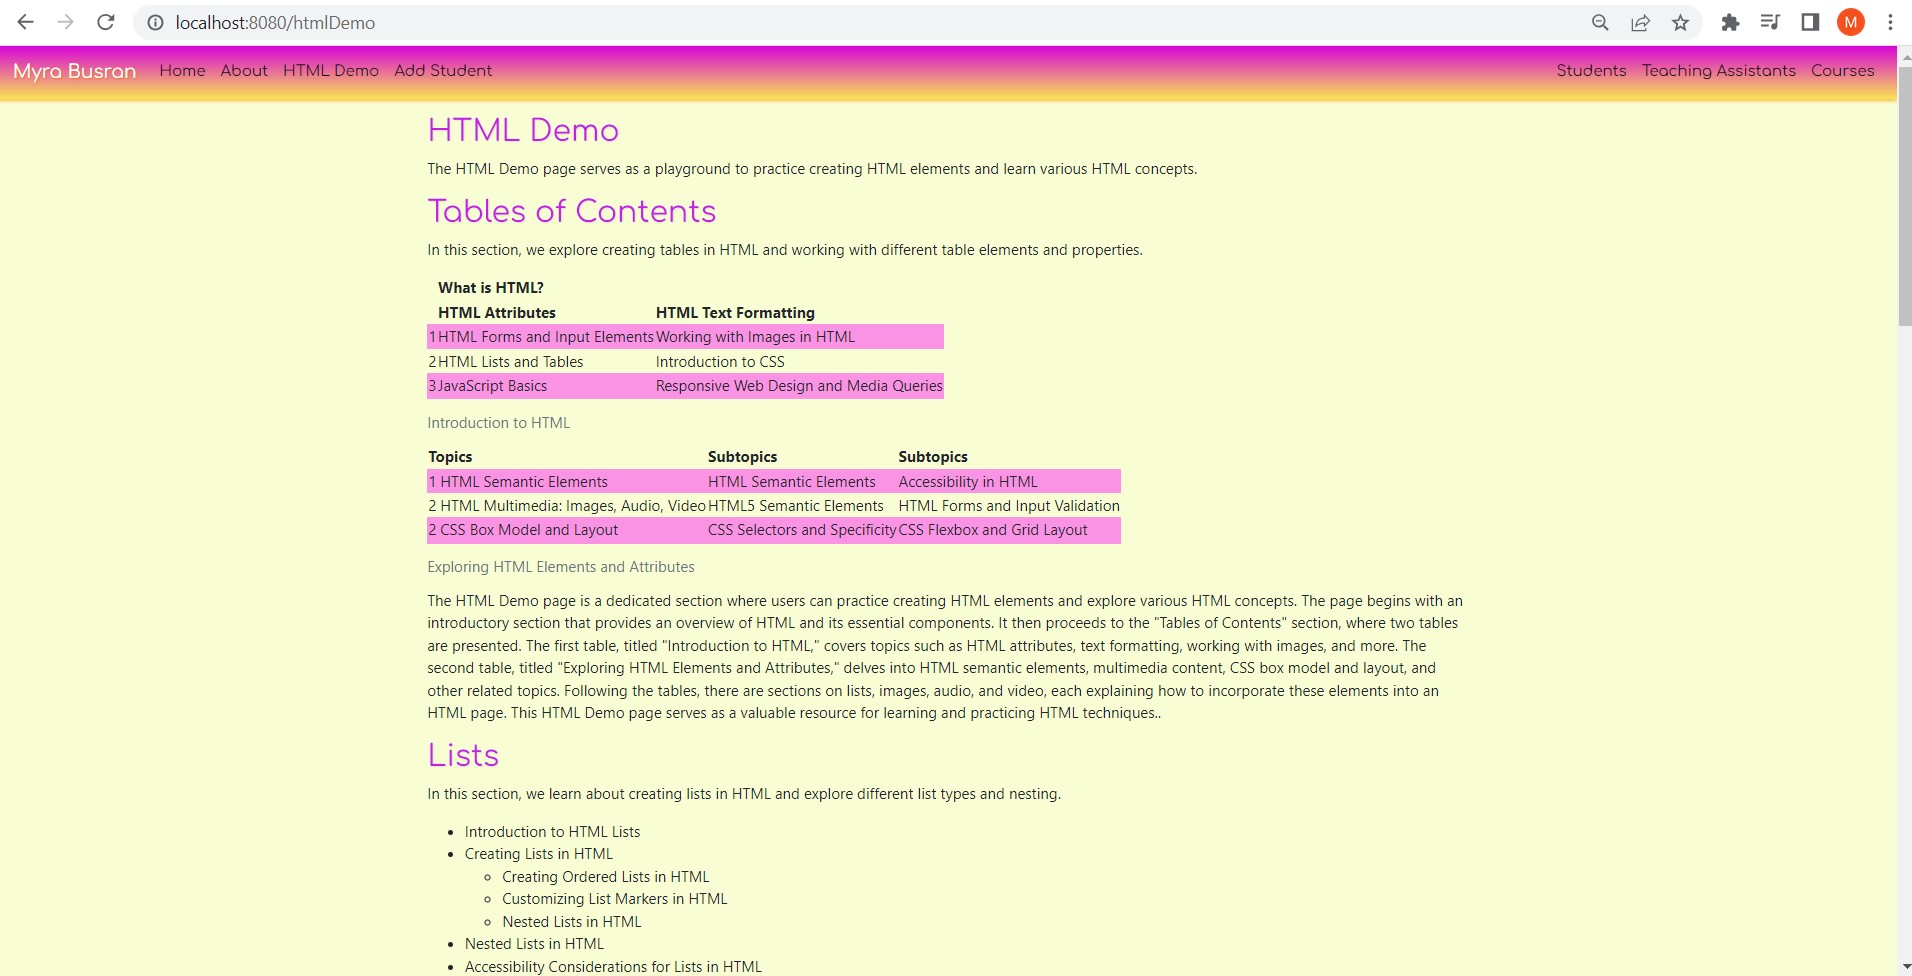 localhost:8080/htmlDemo
M
Myra Busran Home About HTML Demo Add Student Students Teaching Assistants Courses
HTML Demo
The HTML Demo page serves as a playground to practice creating HTML elements and learn various HTML concepts.
Tables of Contents
In this section, we explore creating tables in HTML and working with different table elements and properties.
What is HTML?
HTML Attributes HTML Text Formatting
1 HTML Forms and Input Elements Working with Images in HTML
2 HTML Lists and Tables Introduction to CSS
3 JavaScript Basics Responsive Web Design and Media Queries
Introduction to HTML
Topics Subtopics Subtopics
1 HTML Semantic Elements HTML Semantic Elements Accessibility in HTML
2 HTML Multimedia: Images, Audio, Video HTML5 Semantic Elements HTML Forms and Input Validation
2 CSS Box Model and Layout CSS Selectors and Specificity CSS Flexbox and Grid Layout
Exploring HTML Elements and Attributes
The HTML Demo page is a dedicated section where users can practice creating HTML elements and explore various HTML concepts. The page begins with an
introductory section that provides an overview of HTML and its essential components. It then proceeds to the "Tables of Contents" section, where two tables
are presented. The first table, titled "Introduction to HTML," covers topics such as HTML attributes, text formatting, working with images, and more. The
second table, titled "Exploring HTML Elements and Attributes," delves into HTML semantic elements, multimedia content, CSS box model and layout, and
other related topics. Following the tables, there are sections on lists, images, audio, and video, each explaining how to incorporate these elements into an
HTML page. This HTML Demo page serves as a valuable resource for learning and practicing HTML techniques..
Lists
In this section, we learn about creating lists in HTML and explore different list types and nesting.
Introduction to HTML Lists
Creating Lists in HTML
Creating Ordered Lists in HTML
Customizing List Markers in HTML
Nested Lists in HTML
Nested Lists in HTML
Accessibility Considerations for Lists in HTML